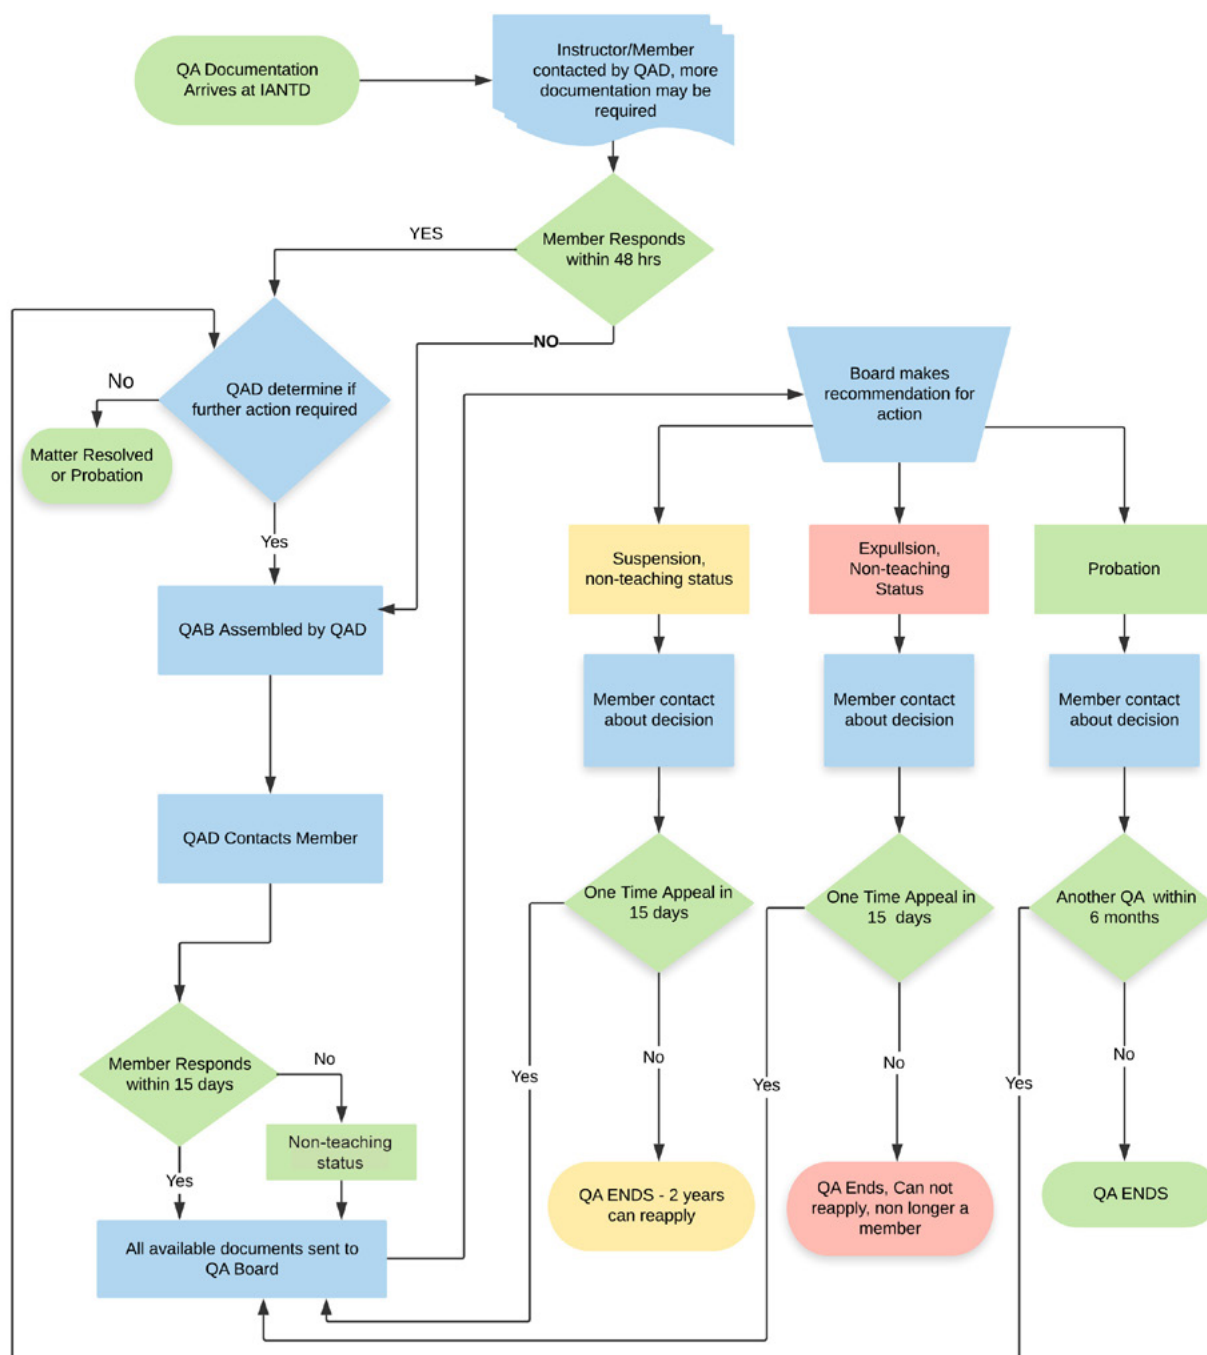 QA Documentation
Arrives at IANTD
Instructor/Member
contacted by QAD, more
documentation may be
required
YES
Member Responds
within 48 hrs
NO
No
QAD determine if
further action required
Board makes
recommendation for
action
Matter Resolved
or Probation
Yes
Suspension,
non-teaching status
Expullsion,
Non-teaching
Status
Probation
QAB Assembled by QAD
Member contact
about decision
Member contact
about decision
Member contact
about decision
QAD Contacts Member
One Time Appeal in
15 days
One Time Appeal in
15 days
Another QA within
6 months
Member Responds
within 15 days
No
No
No
No
Yes
Yes
Yes
Non-teaching
status
Yes
QA ENDS - 2 years
can reapply
QA Ends, Can not
reapply, non longer a
member
QA ENDS
All available documents sent to
QA Board